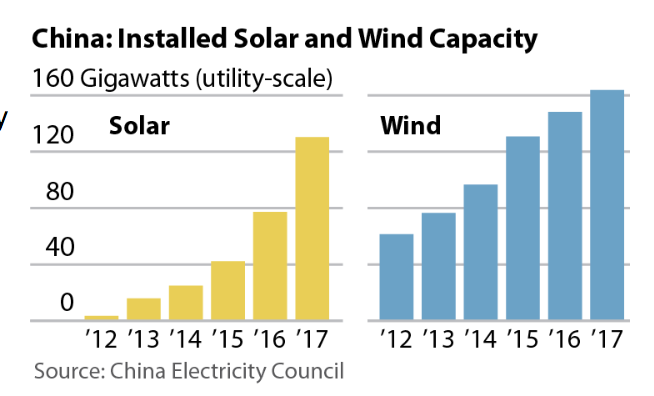 China: Installed Solar and Wind Capacity
160 Gigawatts (utility-scale)
Solar
Wind
120
80
40
0
’12 ’13 ’14 ’15 ’16 ’17
’12 ’13 ’14 ’15 ’16 ’17
Source: China Electricity Council